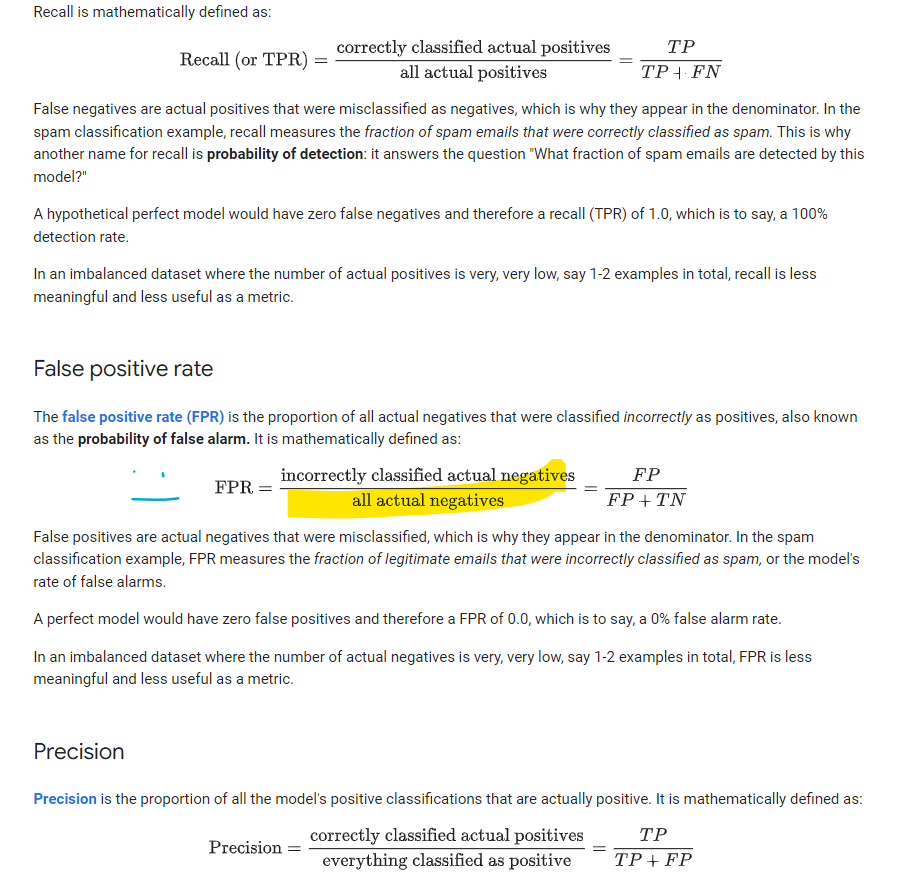 Recall is mathematically defined as:
Recall (or TPR) = correctly classified actual positives / all actual positives = TP / TP + FN
False negatives are actual positives that were misclassified as negatives, which is why they appear in the denominator. In the
spam classification example, recall measures the fraction of spam emails that were correctly classified as spam. This is why
another name for recall is probability of detection: it answers the question "What fraction of spam emails are detected by this
model?"
A hypothetical perfect model would have zero false negatives and therefore a recall (TPR) of 1.0, which is to say, a 100%
detection rate.
In an imbalanced dataset where the number of actual positives is very, very low, say 1-2 examples in total, recall is less
meaningful and less useful as a metric.
False positive rate
The false positive rate (FPR) is the proportion of all actual negatives that were classified incorrectly as positives, also known
as the probability of false alarm. It is mathematically defined as:
FPR = incorrectly classified actual negatives / all actual negatives = FP / FP + TN
False positives are actual negatives that were misclassified, which is why they appear in the denominator. In the spam
classification example, FPR measures the fraction of legitimate emails that were incorrectly classified as spam, or the model's
rate of false alarms.
A perfect model would have zero false positives and therefore a FPR of 0.0, which is to say, a 0% false alarm rate.
In an imbalanced dataset where the number of actual negatives is very, very low, say 1-2 examples in total, FPR is less
meaningful and less useful as a metric.
Precision
Precision is the proportion of all the model's positive classifications that are actually positive. It is mathematically defined as:
Precision = correctly classified actual positives / everything classified as positive = TP / TP + FP